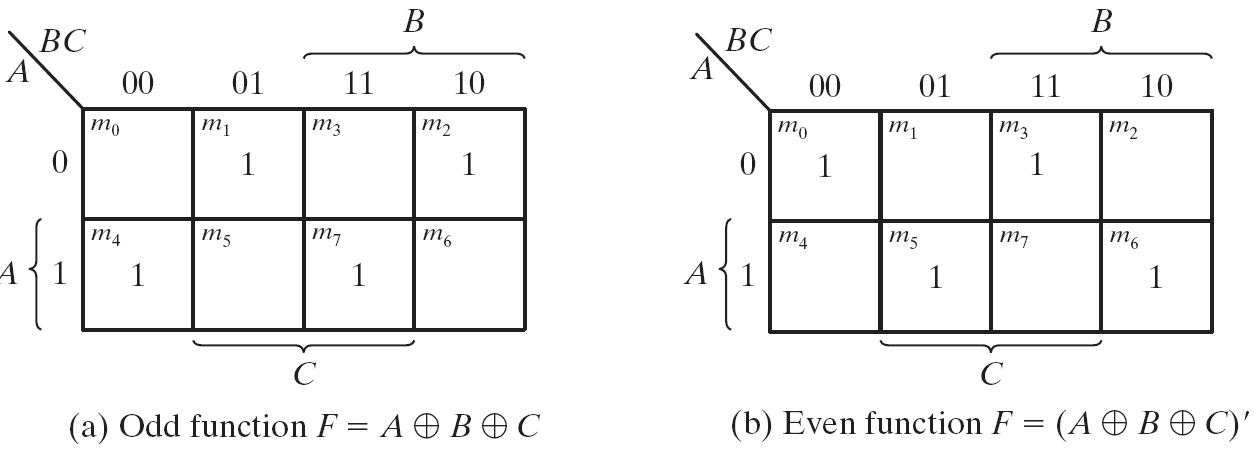 B B
BC BC
A A
00 01 11 10 00 01 11 10
m₀ m₁ m₃ m₂ m₀ m₁ m₃ m₂
0 1 1 0 1 1
m₄ m₅ m₇ m₆ m₄ m₅ m₇ m₆
A 1 1 1 A 1 1 1
C C
(a) Odd function F = A ⊕ B ⊕ C (b) Even function F = (A ⊕ B ⊕ C)′